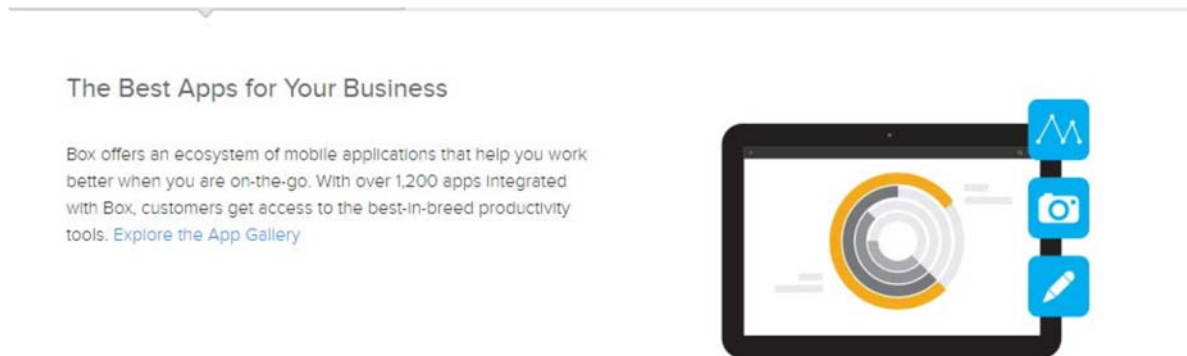 The Best Apps for Your Business
Box offers an ecosystem of mobile applications that help you work
better when you are on-the-go. With over 1,200 apps integrated
with Box, customers get access to the best-in-breed productivity
tools. Explore the App Gallery